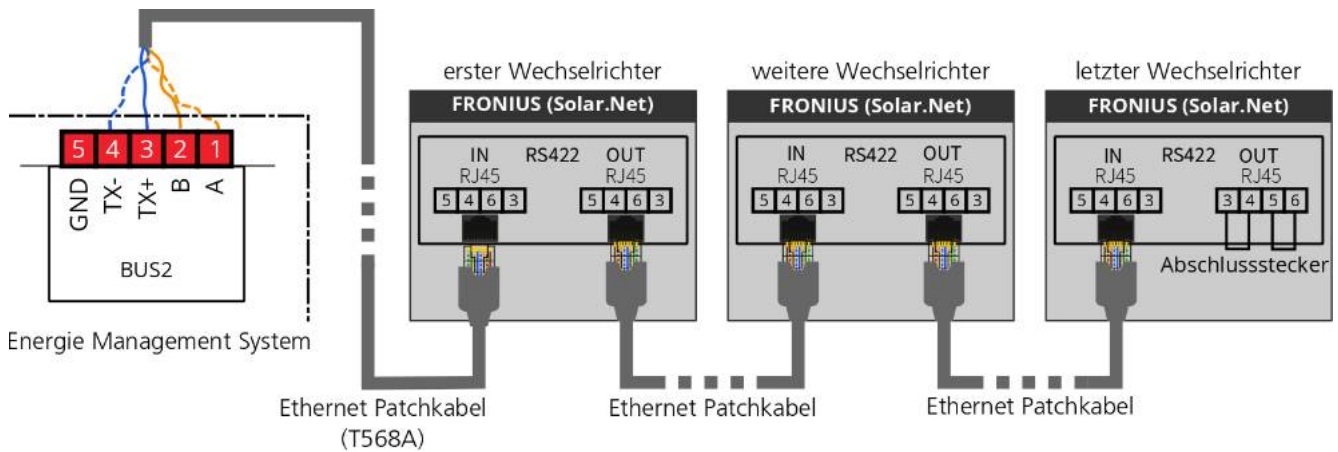 5 4 3 2 1
GND TX- TX+ B A
BUS2
Energie Management System
erster Wechselrichter
FRONIUS (Solar.Net)
IN RS422 OUT
RJ45 RJ45
5 4 6 3 5 4 6 3
weitere Wechselrichter
FRONIUS (Solar.Net)
IN RS422 OUT
RJ45 RJ45
5 4 6 3 5 4 6 3
letzter Wechselrichter
FRONIUS (Solar.Net)
IN RS422 OUT
RJ45 RJ45
5 4 6 3 3 4 5 6
Abschlussstecker
Ethernet Patchkabel
(T568A)
Ethernet Patchkabel
Ethernet Patchkabel